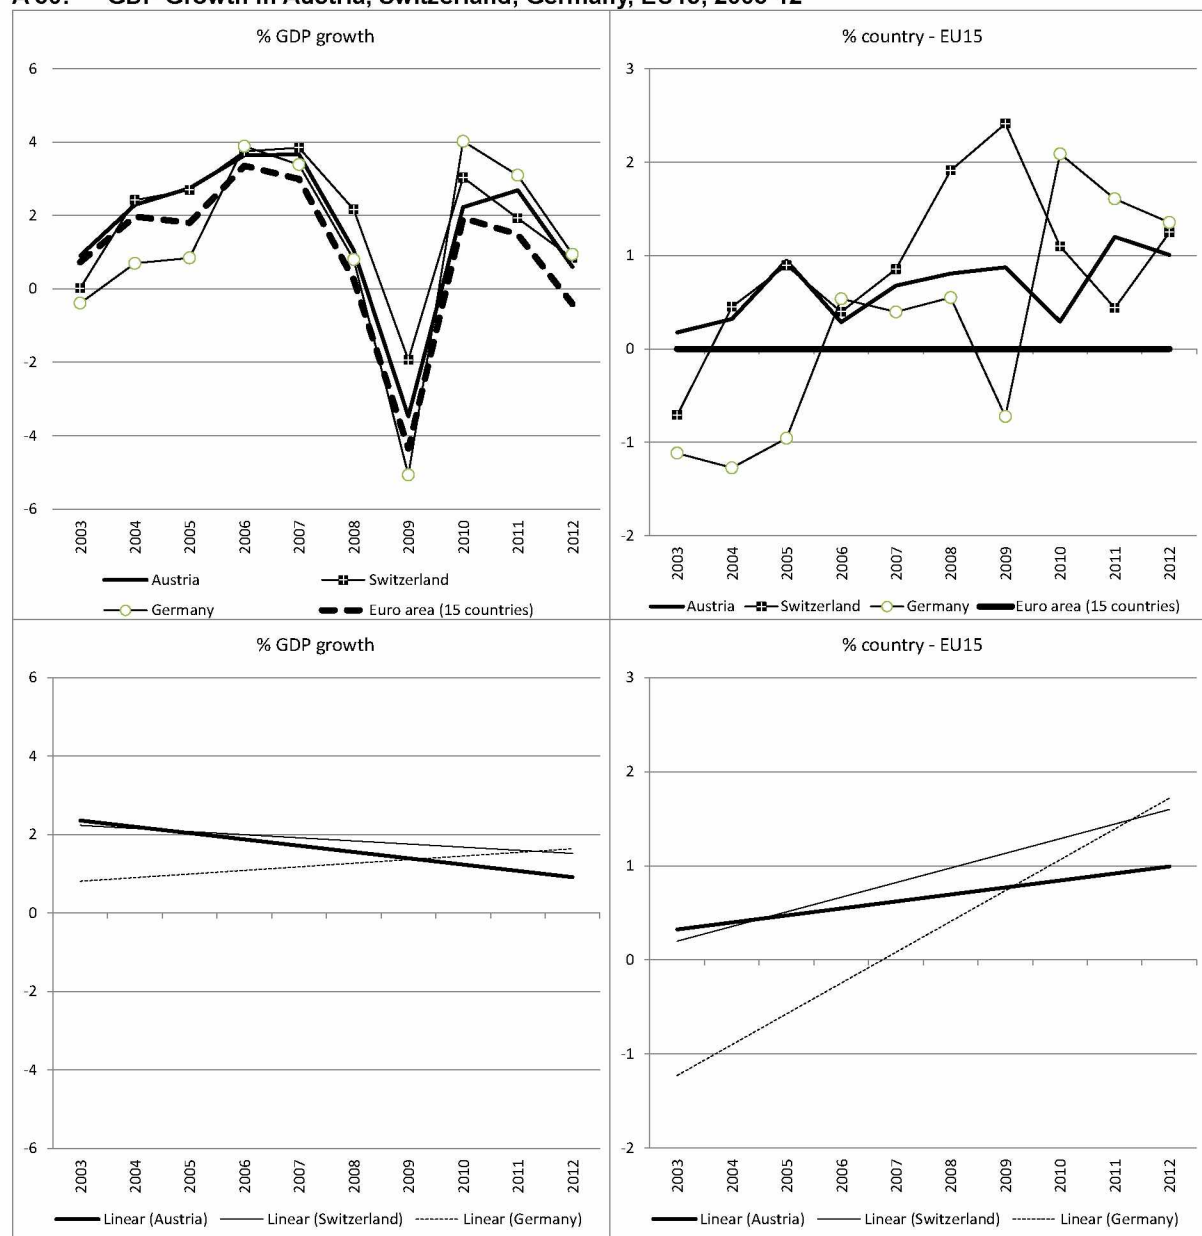 GDP Growth in Austria, Switzerland, Germany, EU15, 2003-12
% GDP growth
6
4
2
0
-2
-4
-6
2003 2004 2005 2006 2007 2008 2009 2010 2011 2012
Austria Switzerland
Germany Euro area (15 countries)
% country - EU15
3
2
1
0
-1
-2
2003 2004 2005 2006 2007 2008 2009 2010 2011 2012
Austria Switzerland Germany Euro area (15 countries)
% GDP growth
6
4
2
0
-2
-4
-6
2003 2004 2005 2006 2007 2008 2009 2010 2011 2012
Linear (Austria) Linear (Switzerland) Linear (Germany)
% country - EU15
3
2
1
0
-1
-2
2003 2004 2005 2006 2007 2008 2009 2010 2011 2012
Linear (Austria) Linear (Switzerland) Linear (Germany)